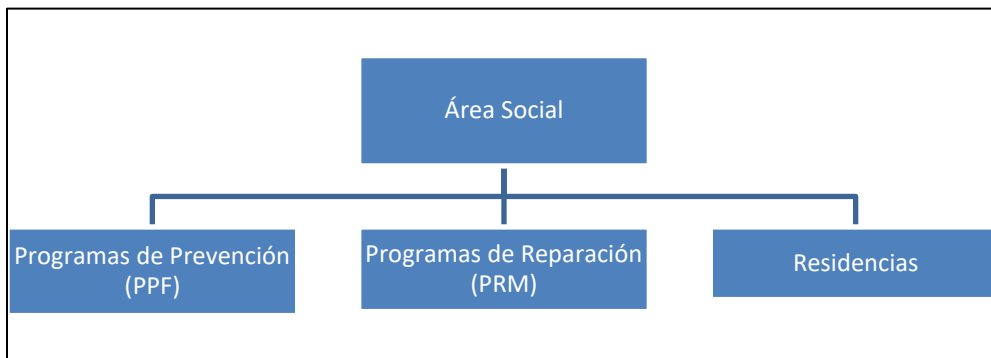 Área Social
Programas de Prevención
(PPF)
Programas de Reparación
(PRM)
Residencias